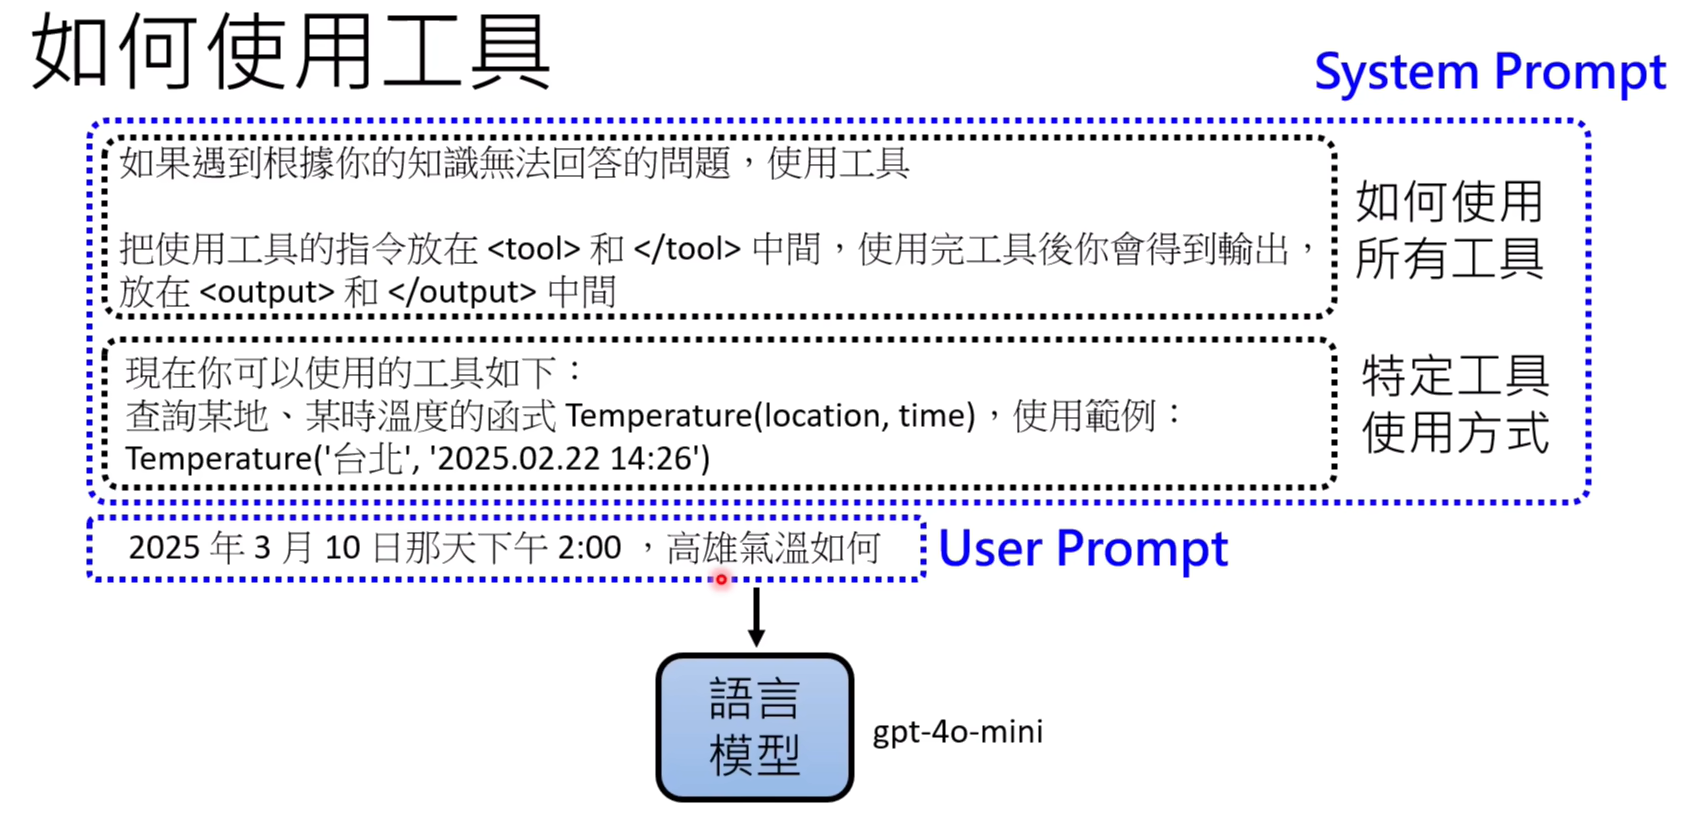 如何使用工具
System Prompt
如果遇到根據你的知識無法回答的問題，使用工具
把使用工具的指令放在 <tool> 和 </tool> 中間，使用完工具後你會得到輸出，
放在 <output> 和 </output> 中間
如何使用
所有工具
現在你可以使用的工具如下：
查詢某地、某時溫度的函式 Temperature(location, time)，使用範例：
Temperature('台北', '2025.02.22 14:26')
特定工具
使用方式
2025 年 3 月 10 日那天下午 2:00 ，高雄氣溫如何
User Prompt
語言
模型
gpt-4o-mini